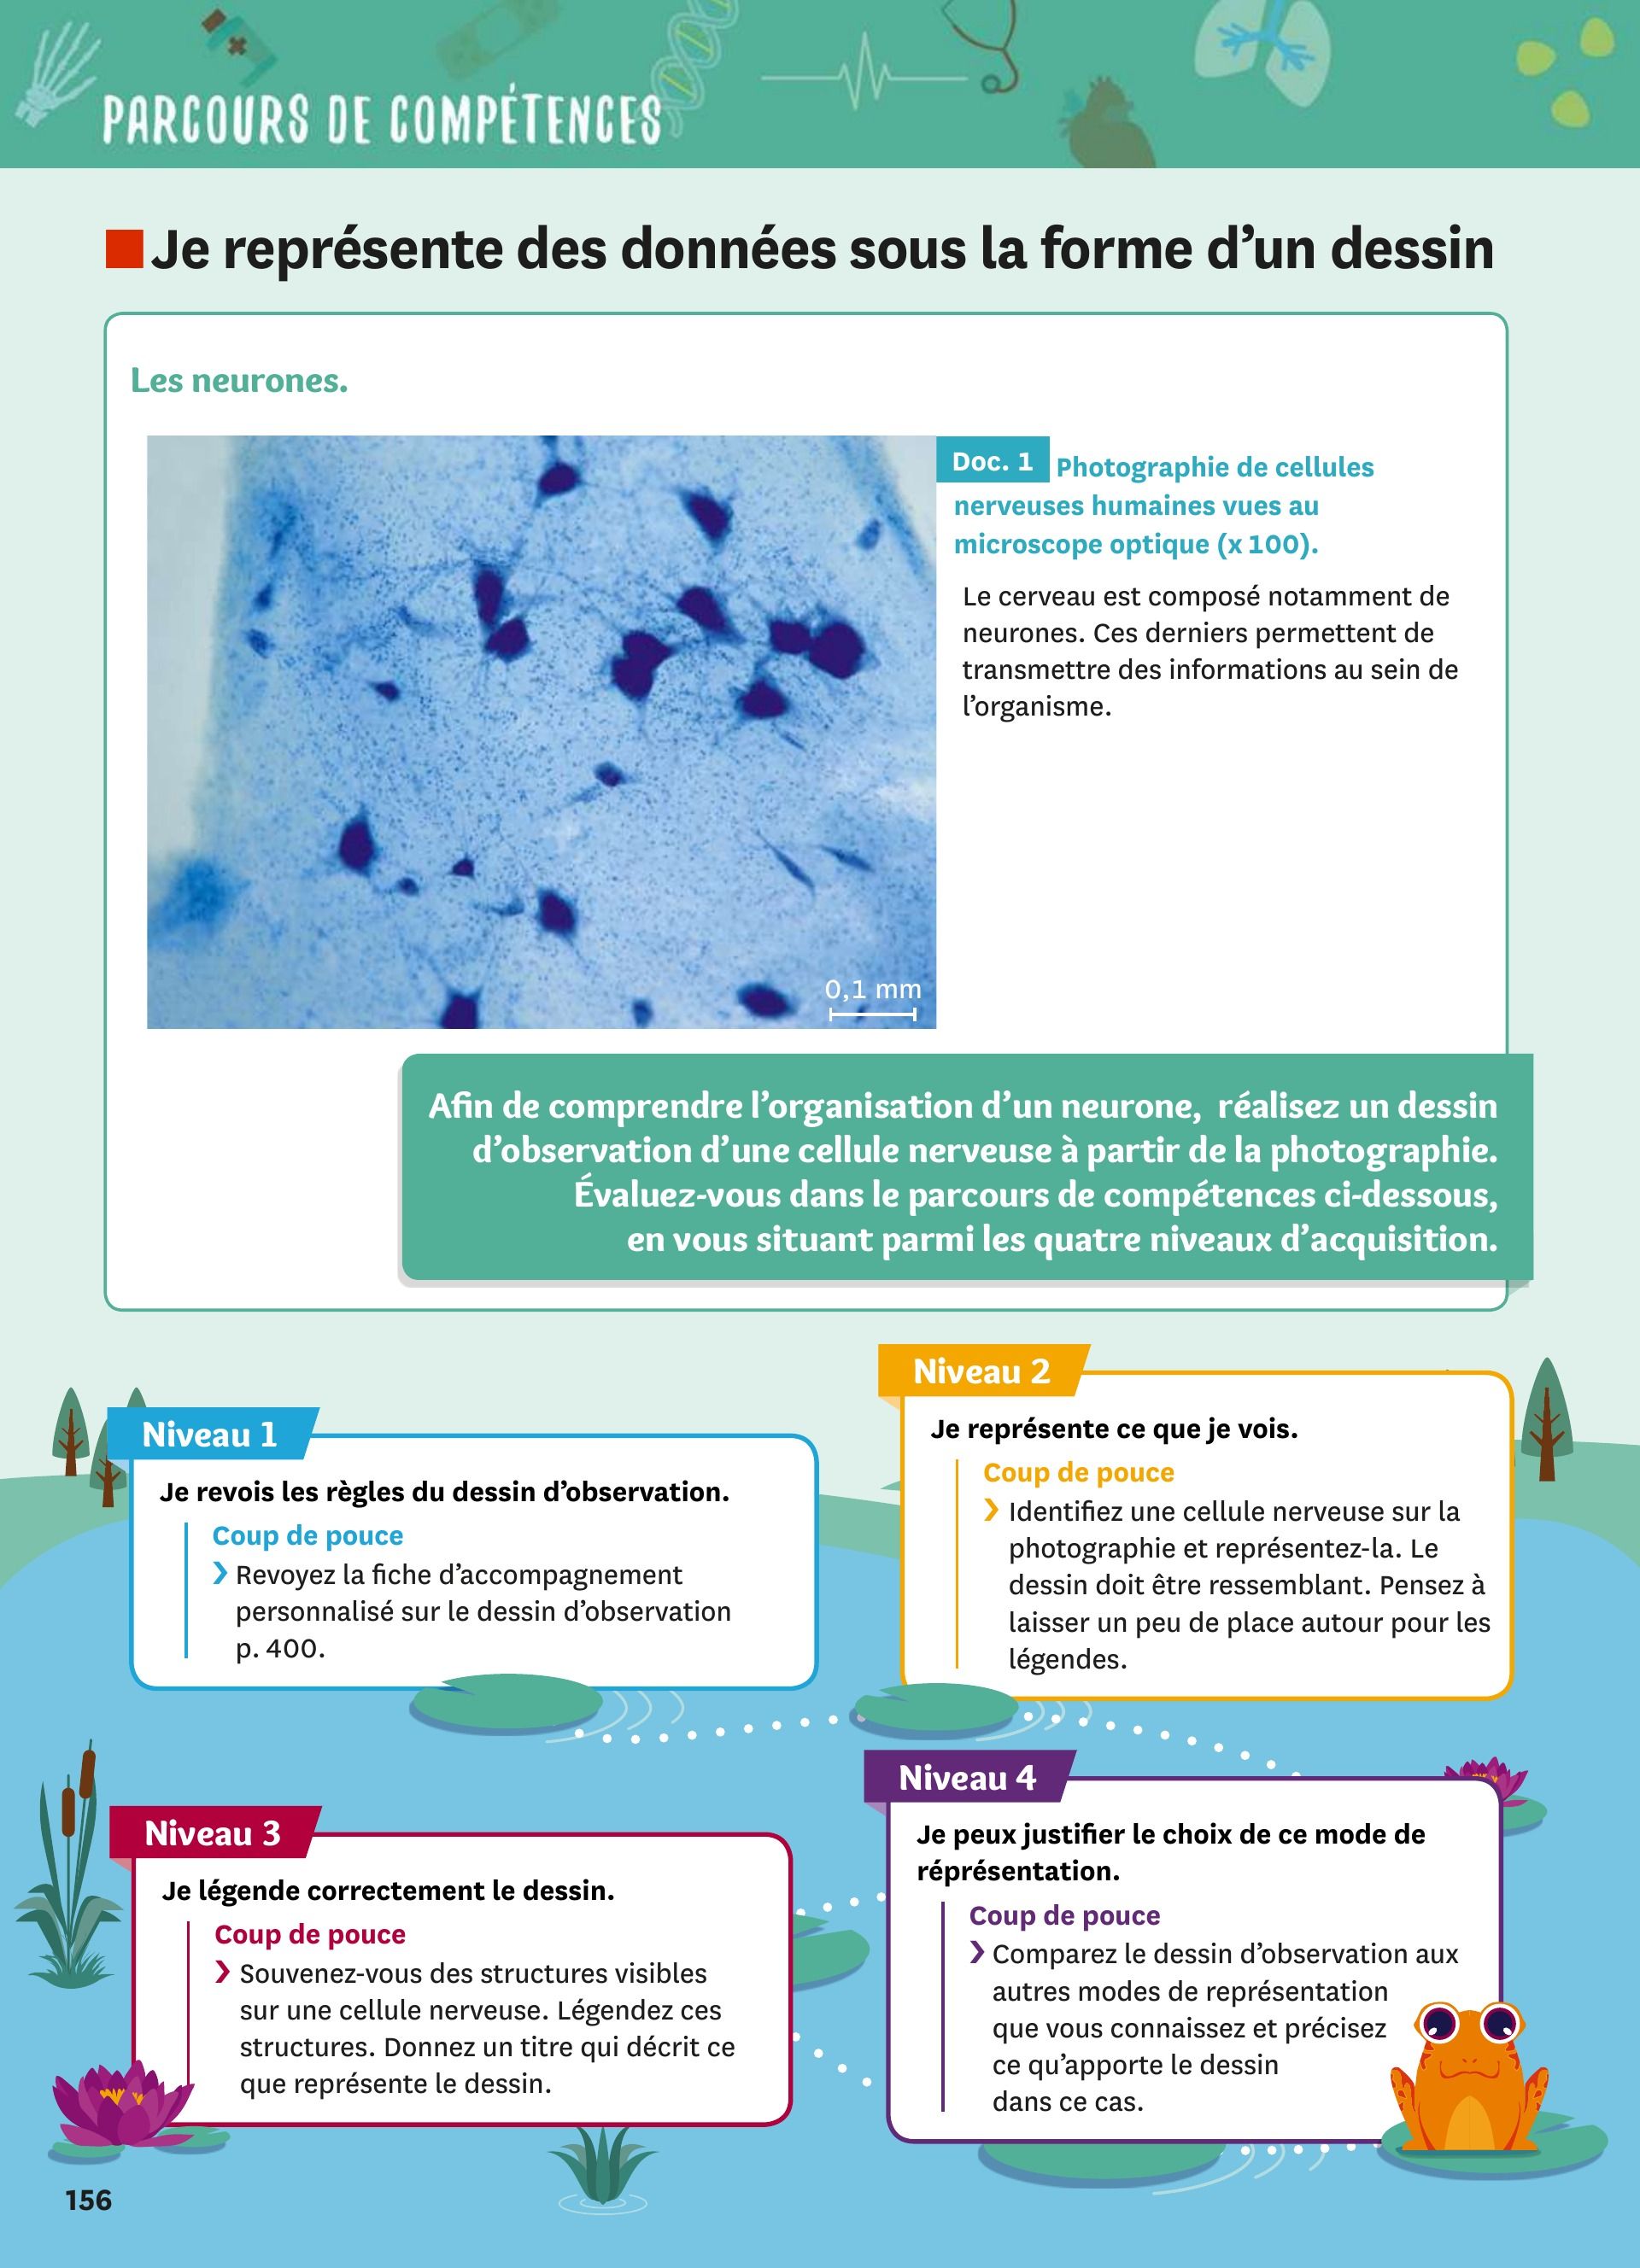 PARCOURS DE COMPÉTENCES
Je représente des données sous la forme d'un dessin
Les neurones.
Doc. 1 Photographie de cellules
nerveuses humaines vues au
microscope optique (x 100).
Le cerveau est composé notamment de
neurones. Ces derniers permettent de
transmettre des informations au sein de
l'organisme.
0,1 mm
Afin de comprendre l'organisation d'un neurone, réalisez un dessin
d'observation d'une cellule nerveuse à partir de la photographie.
Évaluez-vous dans le parcours de compétences ci-dessous,
en vous situant parmi les quatre niveaux d'acquisition.
Niveau 1
Je revois les règles du dessin d'observation.
Coup de pouce
❯ Revoyez la fiche d'accompagnement
personnalisé sur le dessin d'observation
p. 400.
Niveau 2
Je représente ce que je vois.
Coup de pouce
❯ Identifiez une cellule nerveuse sur la
photographie et représentez-la. Le
dessin doit être ressemblant. Pensez à
laisser un peu de place autour pour les
légendes.
Niveau 3
Je légende correctement le dessin.
Coup de pouce
❯ Souvenez-vous des structures visibles
sur une cellule nerveuse. Légendez ces
structures. Donnez un titre qui décrit ce
que représente le dessin.
Niveau 4
Je peux justifier le choix de ce mode de
réprésentation.
Coup de pouce
❯ Comparez le dessin d'observation aux
autres modes de représentation
que vous connaissez et précisez
ce qu'apporte le dessin
dans ce cas.
156